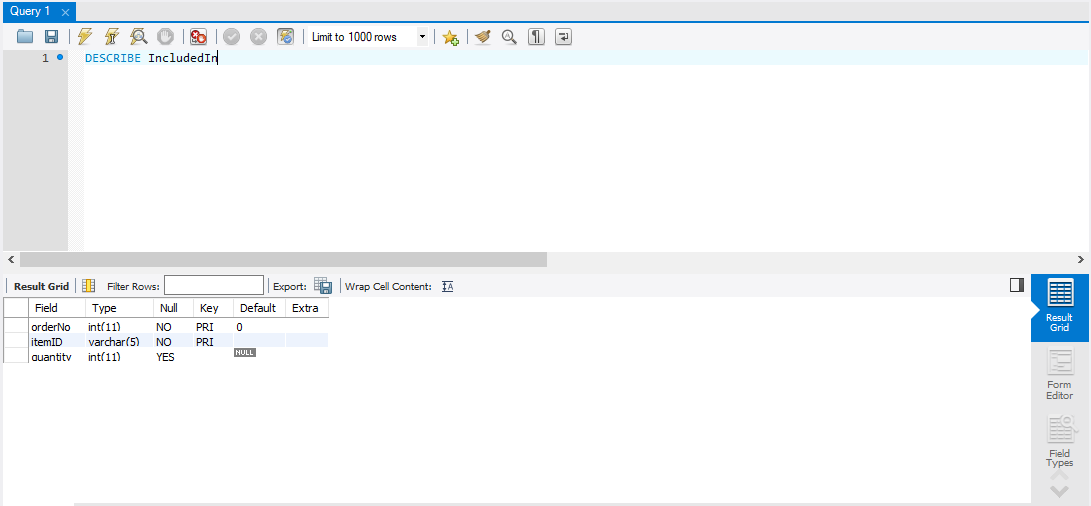 Query 1
Limit to 1000 rows
1 DESCRIBE IncludedIn
Result Grid Filter Rows: Export: Wrap Cell Content:
Field Type Null Key Default Extra
orderNo int(11) NO PRI 0
itemID varchar(5) NO PRI
quantity int(11) YES NULL
Result
Grid
Form
Editor
Field
Types